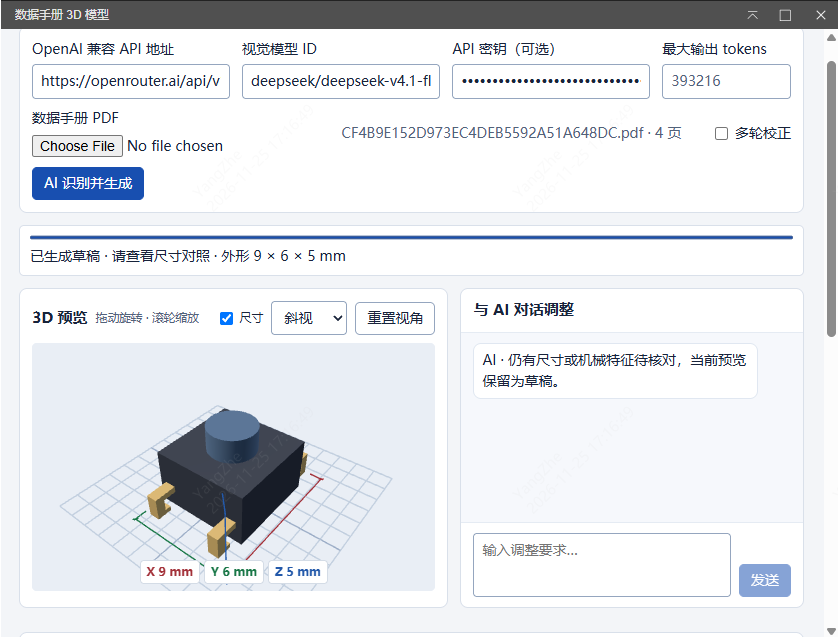 数据手册 3D 模型
OpenAI 兼容 API 地址 视觉模型 ID API 密钥（可选） 最大输出 tokens
https://openrouter.ai/api/v deepseek/deepseek-v4.1-fl •••••••••••••••••••••••••••• 393216
数据手册 PDF
Choose File No file chosen CF4B9E152D973EC4DEB5592A51A648DC.pdf · 4 页 多轮校正
AI 识别并生成
已生成草稿 · 请查看尺寸对照 · 外形 9 × 6 × 5 mm
3D 预览 拖动旋转 · 滚轮缩放 尺寸 斜视 重置视角
X 9 mm Y 6 mm Z 5 mm
与 AI 对话调整
AI · 仍有尺寸或机械特征待核对，当前预览
保留为草稿。
输入调整要求...
发送